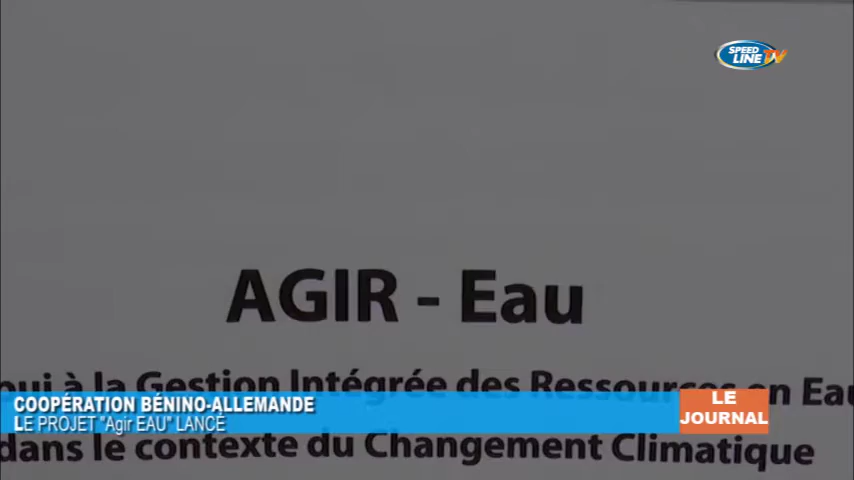 SPEED
LINE TV
AGIR - Eau
à la Gestion Intégrée des Ressources en Eau
COOPÉRATION BÉNINO-ALLEMANDE
LE PROJET "Agir EAU" LANCÉ
LE
JOURNAL
dans le contexte du Changement Climatique